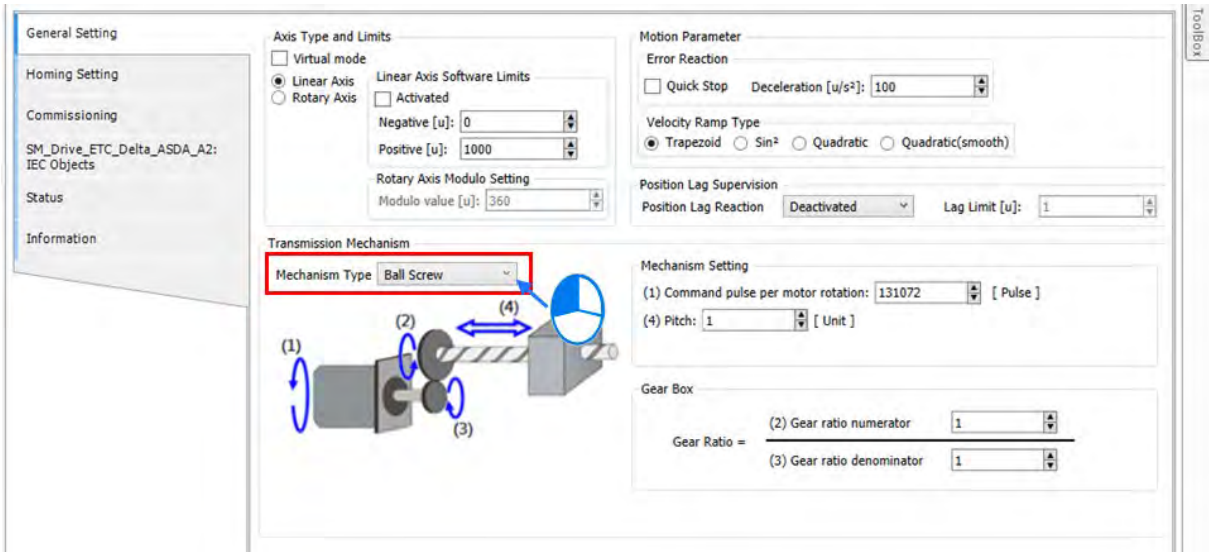 General Setting
Homing Setting
Commissioning
SM_Drive_ETC_Delta_ASDA_A2:
IEC Objects
Status
Information
Axis Type and Limits
Virtual mode
Linear Axis
Rotary Axis
Linear Axis Software Limits
Activated
Negative [u]: 0
Positive [u]: 1000
Rotary Axis Modulo Setting
Modulo value [u]: 360
Motion Parameter
Error Reaction
Quick Stop Deceleration [u/s²]: 100
Velocity Ramp Type
Trapezoid Sin² Quadratic Quadratic(smooth)
Position Lag Supervision
Position Lag Reaction Deactivated Lag Limit [u]: 1
Transmission Mechanism
Mechanism Type Ball Screw
(1)
(2)
(4)
(3)
Mechanism Setting
(1) Command pulse per motor rotation: 131072 [ Pulse ]
(4) Pitch: 1 [ Unit ]
Gear Box
Gear Ratio =
(2) Gear ratio numerator 1
(3) Gear ratio denominator 1
ToolBox